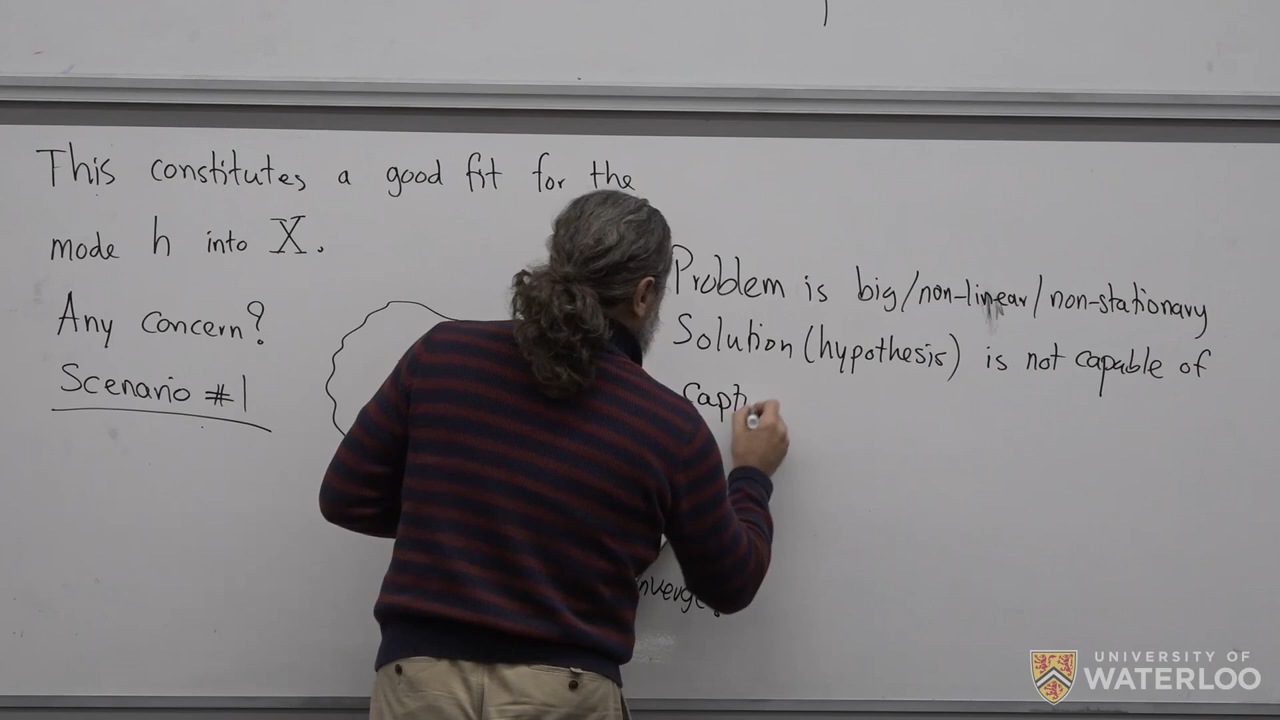 This constitutes a good fit for the
mode h into X.
Any concern?
Scenario #1
Problem is big/non-linear/non-stationary
Solution (hypothesis) is not capable of
capt
UNIVERSITY OF
WATERLOO